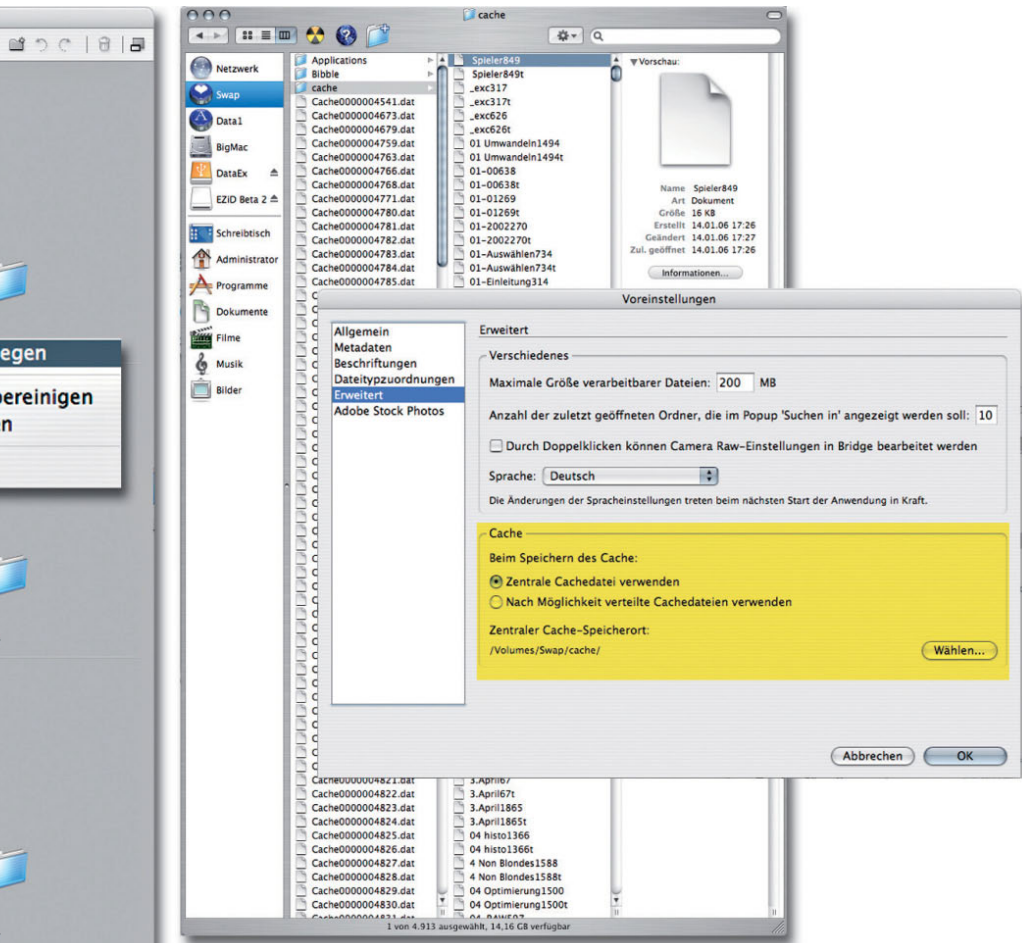 egen
bereinigen
n
cache
Netzwerk
Swap
Data1
BigMac
DataEx
EZiD Beta 2
Schreibtisch
Administrator
Programme
Dokumente
Filme
Musik
Bilder
Applications
Bibble
cache
Cache0000004541.dat
Cache0000004673.dat
Cache0000004679.dat
Cache0000004759.dat
Cache0000004763.dat
Cache0000004766.dat
Cache0000004768.dat
Cache0000004771.dat
Cache0000004780.dat
Cache0000004781.dat
Cache0000004782.dat
Cache0000004783.dat
Cache0000004784.dat
Cache0000004785.dat
Spieler849
Spieler849t
_exc317
_exc317t
_exc626
_exc626t
01 Umwandeln1494
01 Umwandeln1494t
01-00638
01-00638t
01-01269
01-01269t
01-2002270
01-2002270t
01-Auswählen734
01-Auswählen734t
01-Einleitung314
Vorschau:
Name Spieler849
Art Dokument
Größe 16 KB
Erstellt 14.01.06 17:26
Geändert 14.01.06 17:27
Zul. geöffnet 14.01.06 17:26
Informationen...
Voreinstellungen
Allgemein
Metadaten
Beschriftungen
Dateitypzuordnungen
Erweitert
Adobe Stock Photos
Erweitert
Verschiedenes
Maximale Größe verarbeitbarer Dateien: 200 MB
Anzahl der zuletzt geöffneten Ordner, die im Popup 'Suchen in' angezeigt werden soll: 10
Durch Doppelklicken können Camera Raw-Einstellungen in Bridge bearbeitet werden
Sprache: Deutsch
Die Änderungen der Spracheinstellungen treten beim nächsten Start der Anwendung in Kraft.
Cache
Beim Speichern des Cache:
Zentrale Cachedatei verwenden
Nach Möglichkeit verteilte Cachedateien verwenden
Zentraler Cache-Speicherort:
/Volumes/Swap/cache/
Wählen...
Abbrechen
OK
Cache0000004821.dat
Cache0000004822.dat
Cache0000004823.dat
Cache0000004824.dat
Cache0000004825.dat
Cache0000004826.dat
Cache0000004827.dat
Cache0000004828.dat
Cache0000004829.dat
Cache0000004830.dat
3.April67
3.April67t
3.April1865
3.April1865t
04 histo1366
04 histo1366t
4 Non Blondes1588
4 Non Blondes1588t
04 Optimierung1500
04 Optimierung1500t
1 von 4.913 ausgewählt, 14,16 GB verfügbar